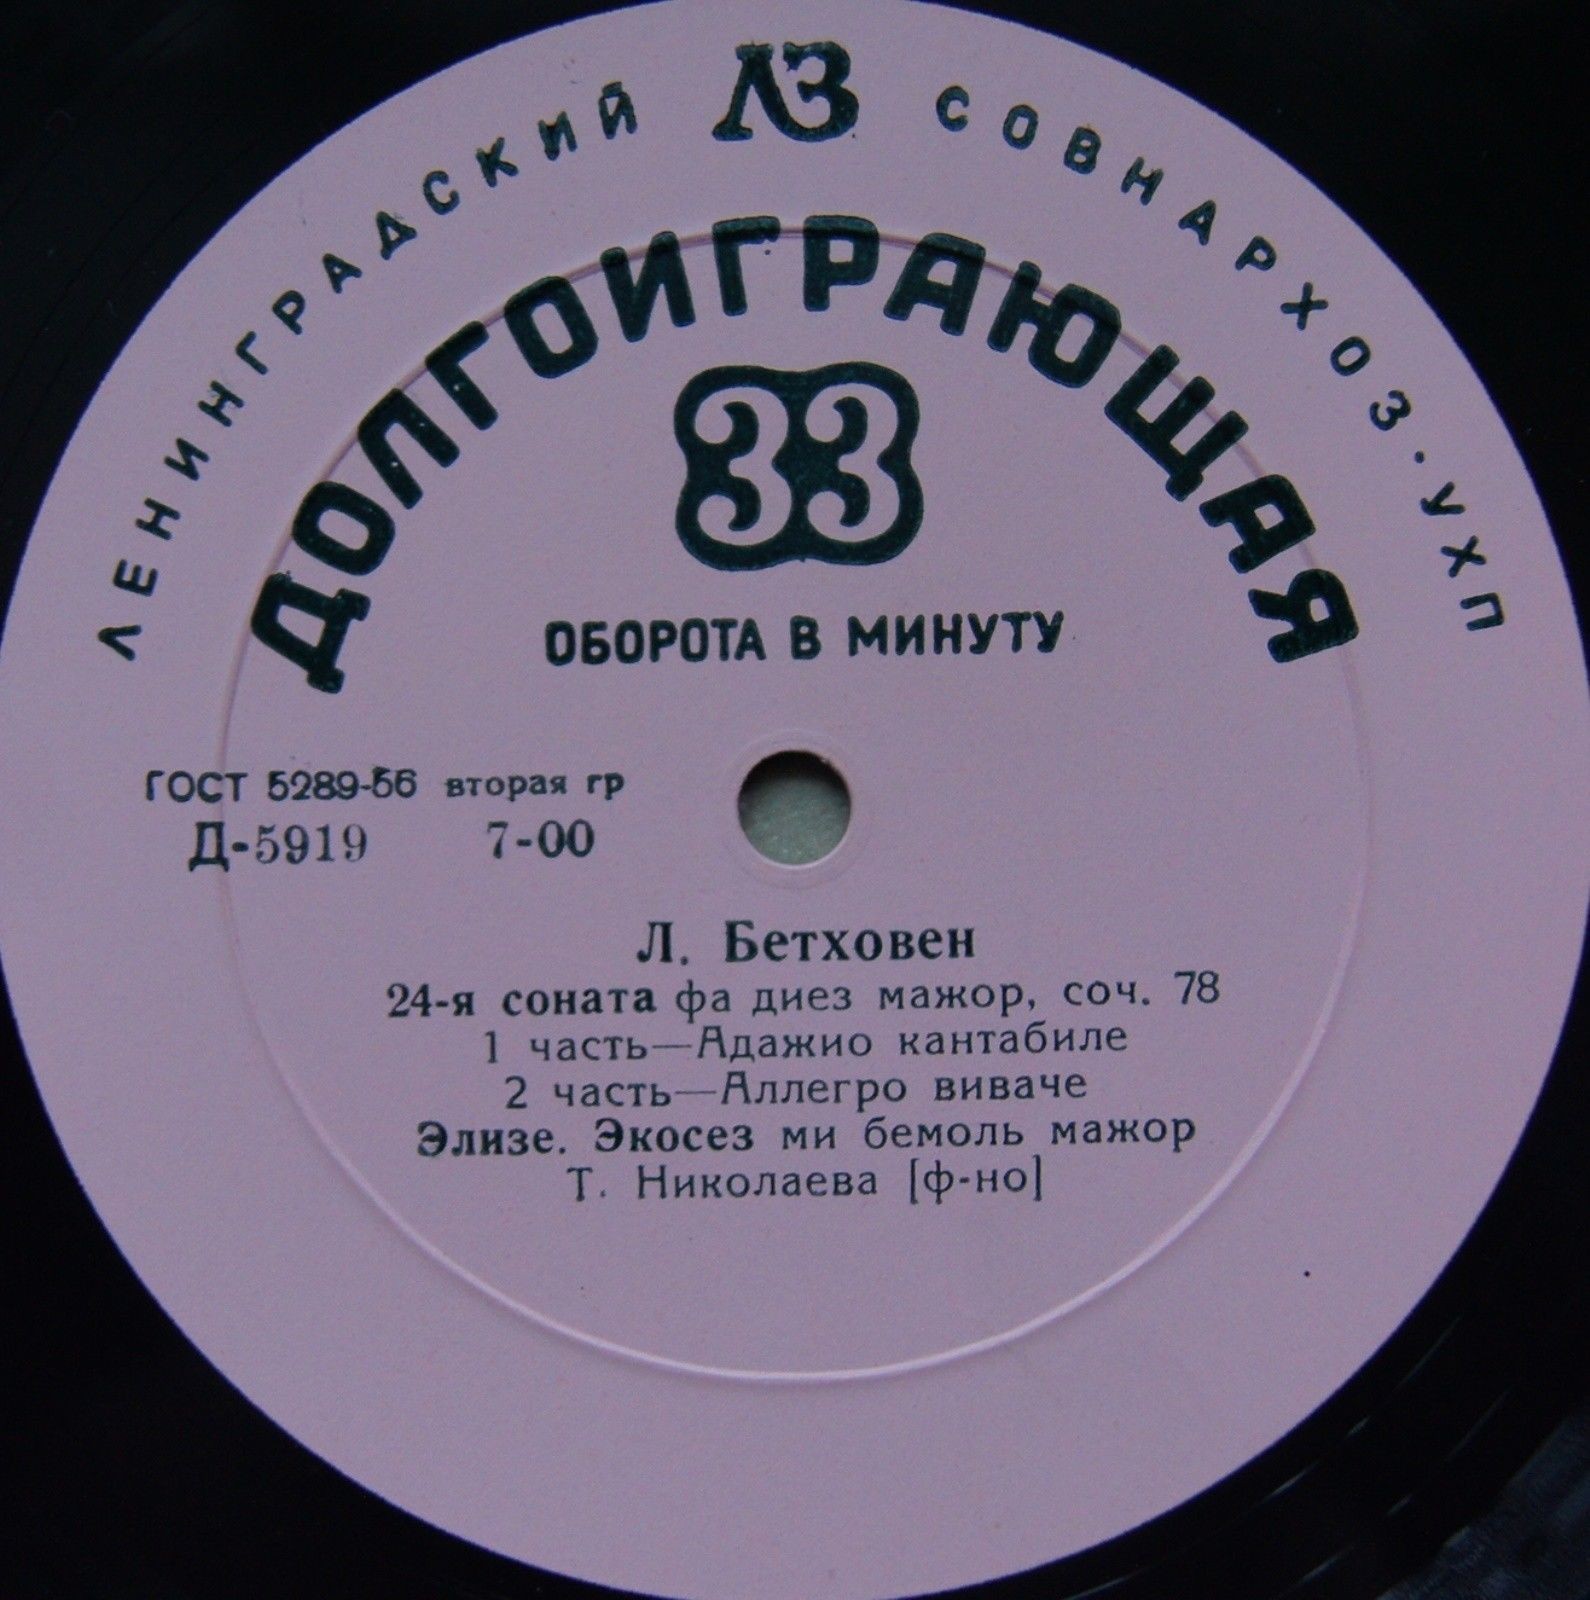 ЛЕНИНГРАДСКИЙ ЛЗ СОВНАРХОЗ · УХП
ДОЛГОИГРАЮЩАЯ
33
ОБОРОТА В МИНУТУ
ГОСТ 5289-56 вторая гр
Д-5919 7-00
Л. Бетховен
24-я соната фа диез мажор, соч. 78
1 часть—Адажио кантабиле
2 часть—Аллегро виваче
Элизе. Экосез ми бемоль мажор
Т. Николаева [ф-но]